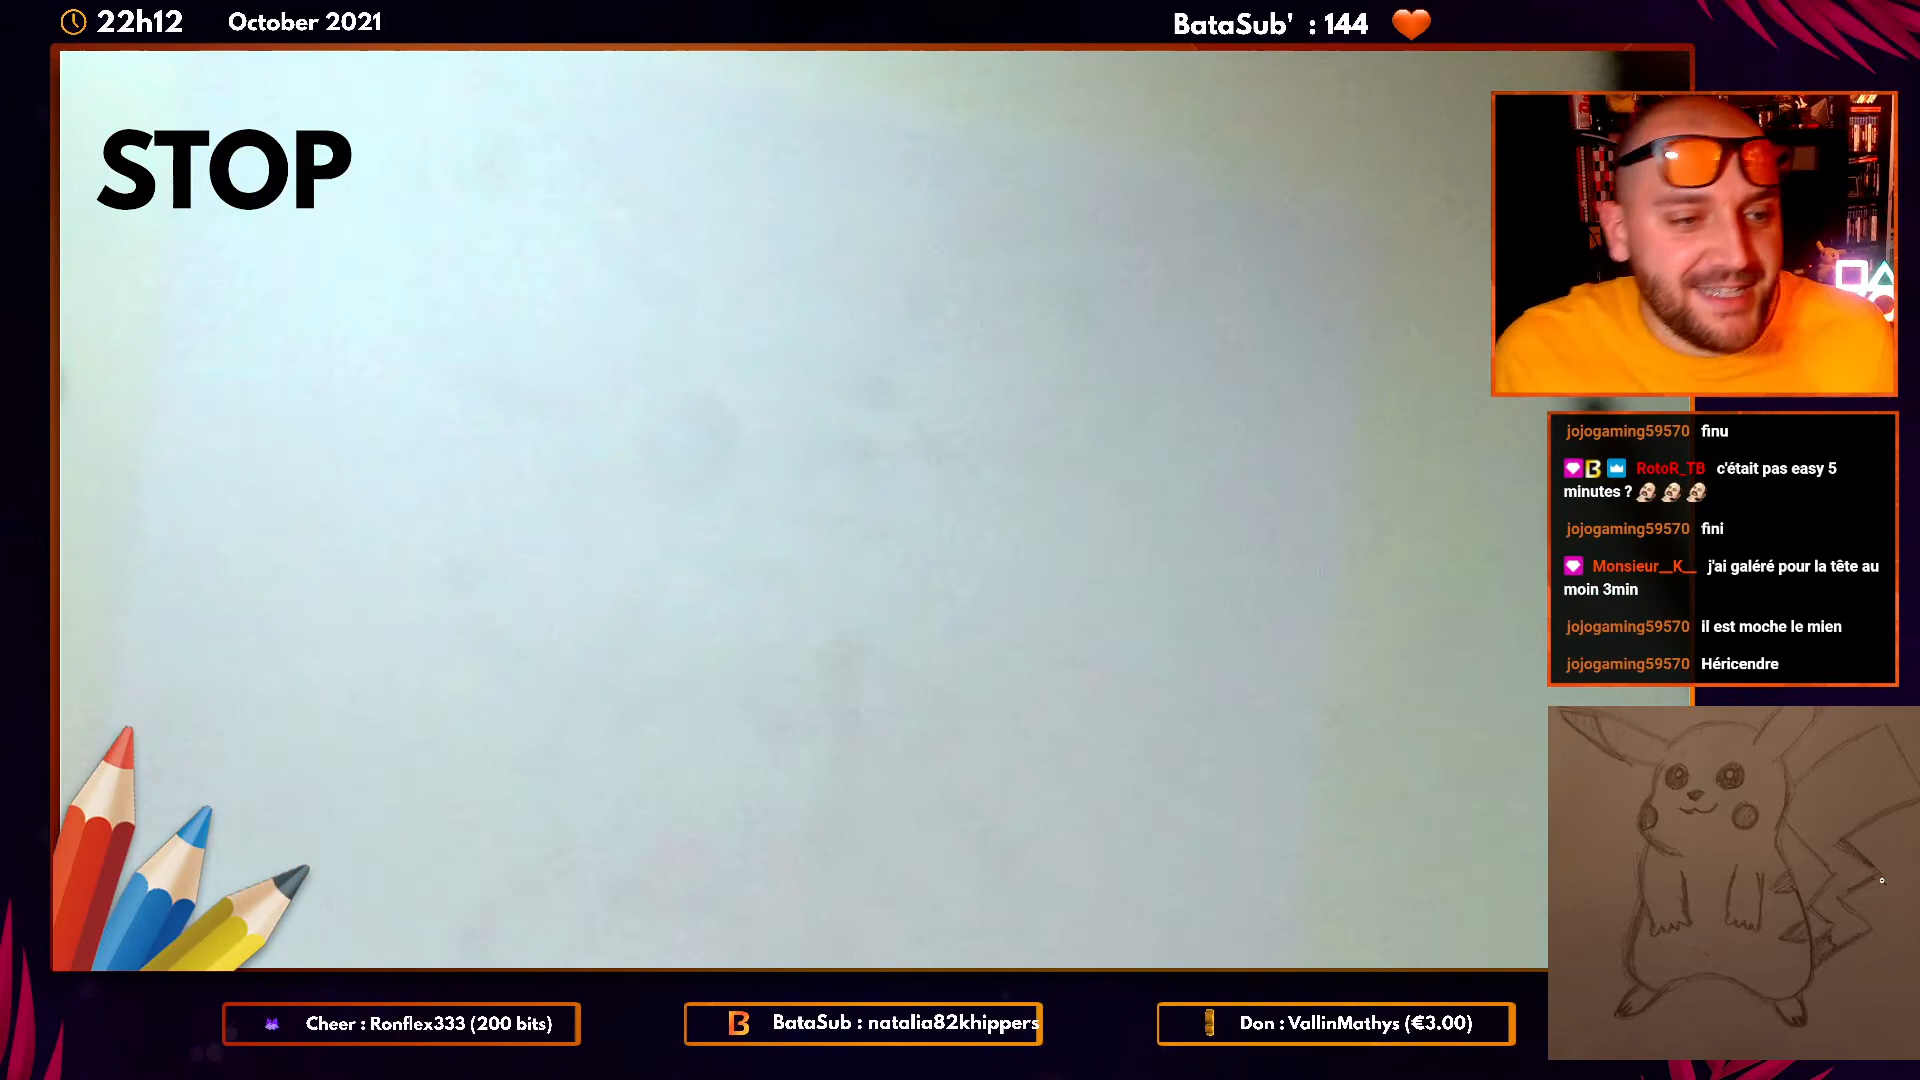 22h12 October 2021 BataSub' : 144
STOP
jojogaming59570 finu
RotoR_TB c'était pas easy 5
minutes ?
jojogaming59570 fini
Monsieur__K__ j'ai galéré pour la tête au
moin 3min
jojogaming59570 il est moche le mien
jojogaming59570 Héricendre
Cheer : Ronflex333 (200 bits) BataSub : natalia82khippers Don : VallinMathys (€3.00)